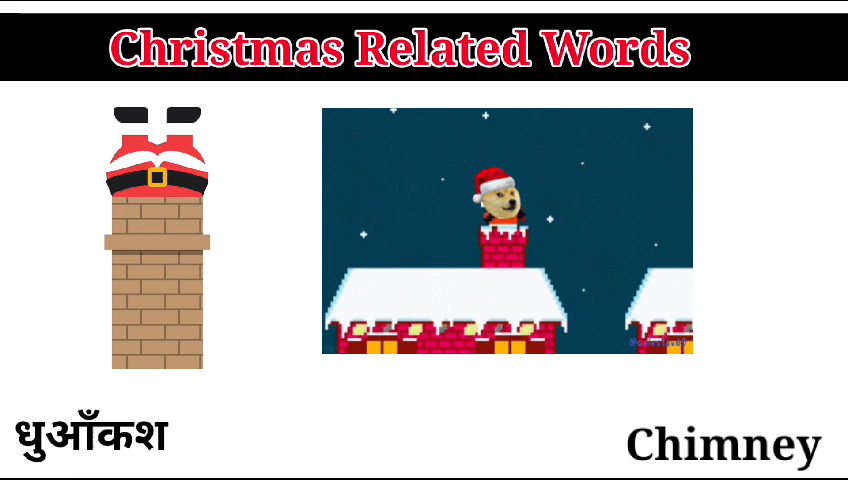 Christmas Related Words
धुआँकश
Chimney